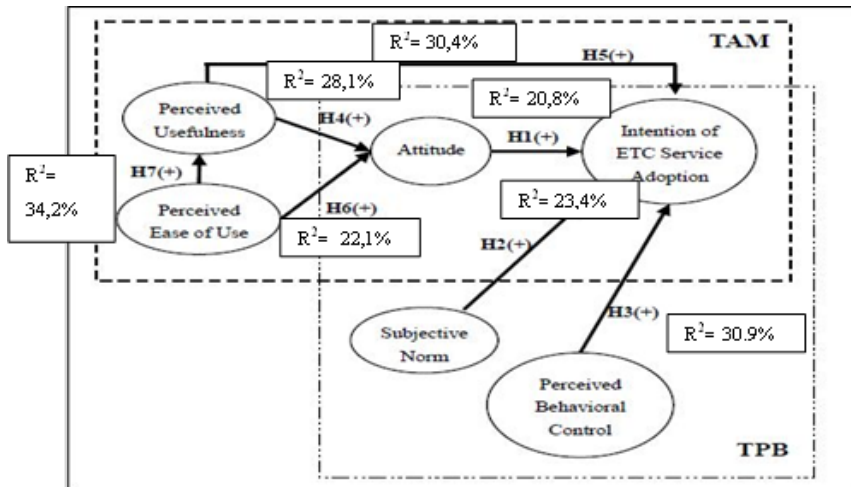 R²= 30,4%
TAM
H5(+)
R²= 28,1%
R²= 20,8%
Perceived
Usefulness
H4(+)
Attitude
H1(+)
Intention of
ETC Service
Adoption
R²=
34,2%
H7(+)
Perceived
Ease of Use
H6(+)
R²= 22,1%
R²= 23,4%
H2(+)
H3(+)
R²= 30.9%
Subjective
Norm
Perceived
Behavioral
Control
TPB